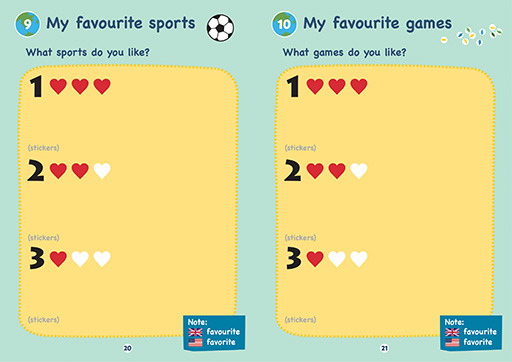 9 My favourite sports
What sports do you like?
1
(stickers)
2
(stickers)
3
(stickers)
Note:
favourite
favorite
20
10 My favourite games
What games do you like?
1
(stickers)
2
(stickers)
3
(stickers)
Note:
favourite
favorite
21